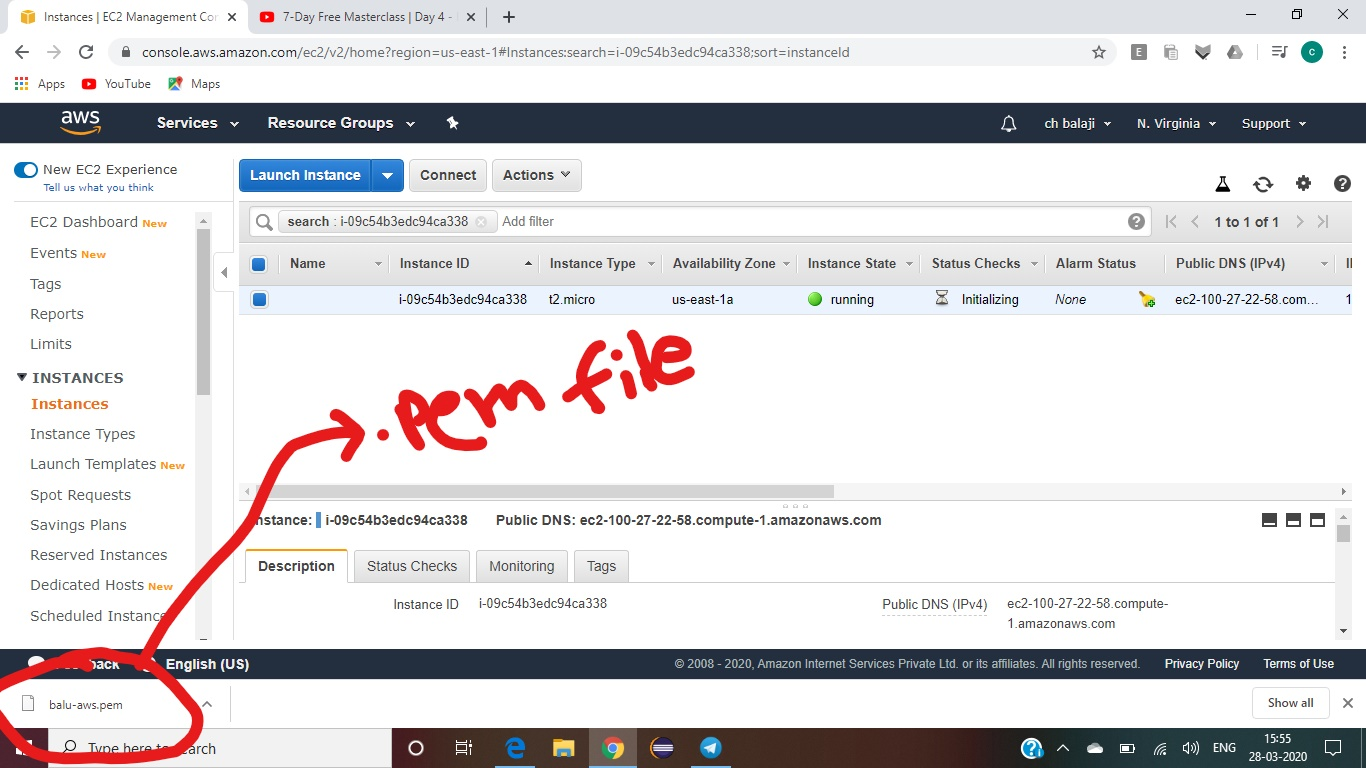 Instances | EC2 Management Con
7-Day Free Masterclass | Day 4 -
console.aws.amazon.com/ec2/v2/home?region=us-east-1#Instances:search=i-09c54b3edc94ca338;sort=instanceId
E
c
Apps YouTube Maps
aws Services Resource Groups ch balaji N. Virginia Support
New EC2 Experience
Tell us what you think
Launch Instance Connect Actions
EC2 Dashboard New
Events New
Tags
Reports
Limits
INSTANCES
Instances
Instance Types
Launch Templates New
Spot Requests
Savings Plans
Reserved Instances
Dedicated Hosts New
Scheduled Instance
search : i-09c54b3edc94ca338 Add filter 1 to 1 of 1
Name Instance ID Instance Type Availability Zone Instance State Status Checks Alarm Status Public DNS (IPv4)
i-09c54b3edc94ca338 t2.micro us-east-1a running Initializing None ec2-100-27-22-58.com... 1
.pem file
Instance: i-09c54b3edc94ca338 Public DNS: ec2-100-27-22-58.compute-1.amazonaws.com
Description Status Checks Monitoring Tags
Instance ID i-09c54b3edc94ca338 Public DNS (IPv4) ec2-100-27-22-58.compute-
1.amazonaws.com
English (US) © 2008 - 2020, Amazon Internet Services Private Ltd. or its affiliates. All rights reserved. Privacy Policy Terms of Use
balu-aws.pem Show all
Type here to search
ENG
15:55
28-03-2020